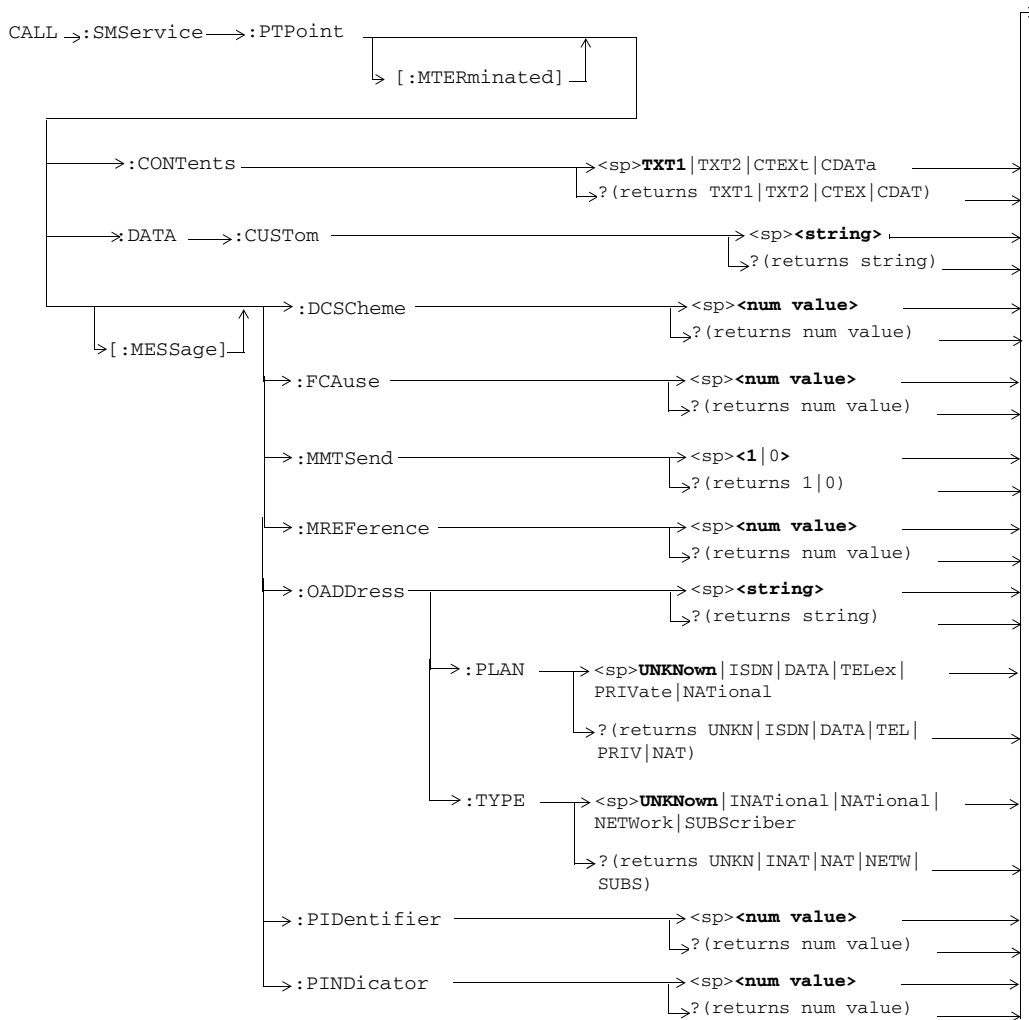 CALL :SMService :PTPoint
[:MTERminated]
:CONTents <sp>TXT1|TXT2|CTEXt|CDATa
?(returns TXT1|TXT2|CTEX|CDAT)
:DATA :CUSTom <sp><string>
?(returns string)
:DCSCheme <sp><num value>
[:MESSage] ?(returns num value)
:FCAuse <sp><num value>
?(returns num value)
:MMTSend <sp><1|0>
?(returns 1|0)
:MREFerence <sp><num value>
?(returns num value)
:OADDress <sp><string>
?(returns string)
:PLAN <sp>UNKNown|ISDN|DATA|TELex|
PRIVate|NATional
?(returns UNKN|ISDN|DATA|TEL|
PRIV|NAT)
:TYPE <sp>UNKNown|INATional|NATional|
NETWork|SUBScriber
?(returns UNKN|INAT|NAT|NETW|
SUBS)
:PIDentifier <sp><num value>
?(returns num value)
:PINDicator <sp><num value>
?(returns num value)